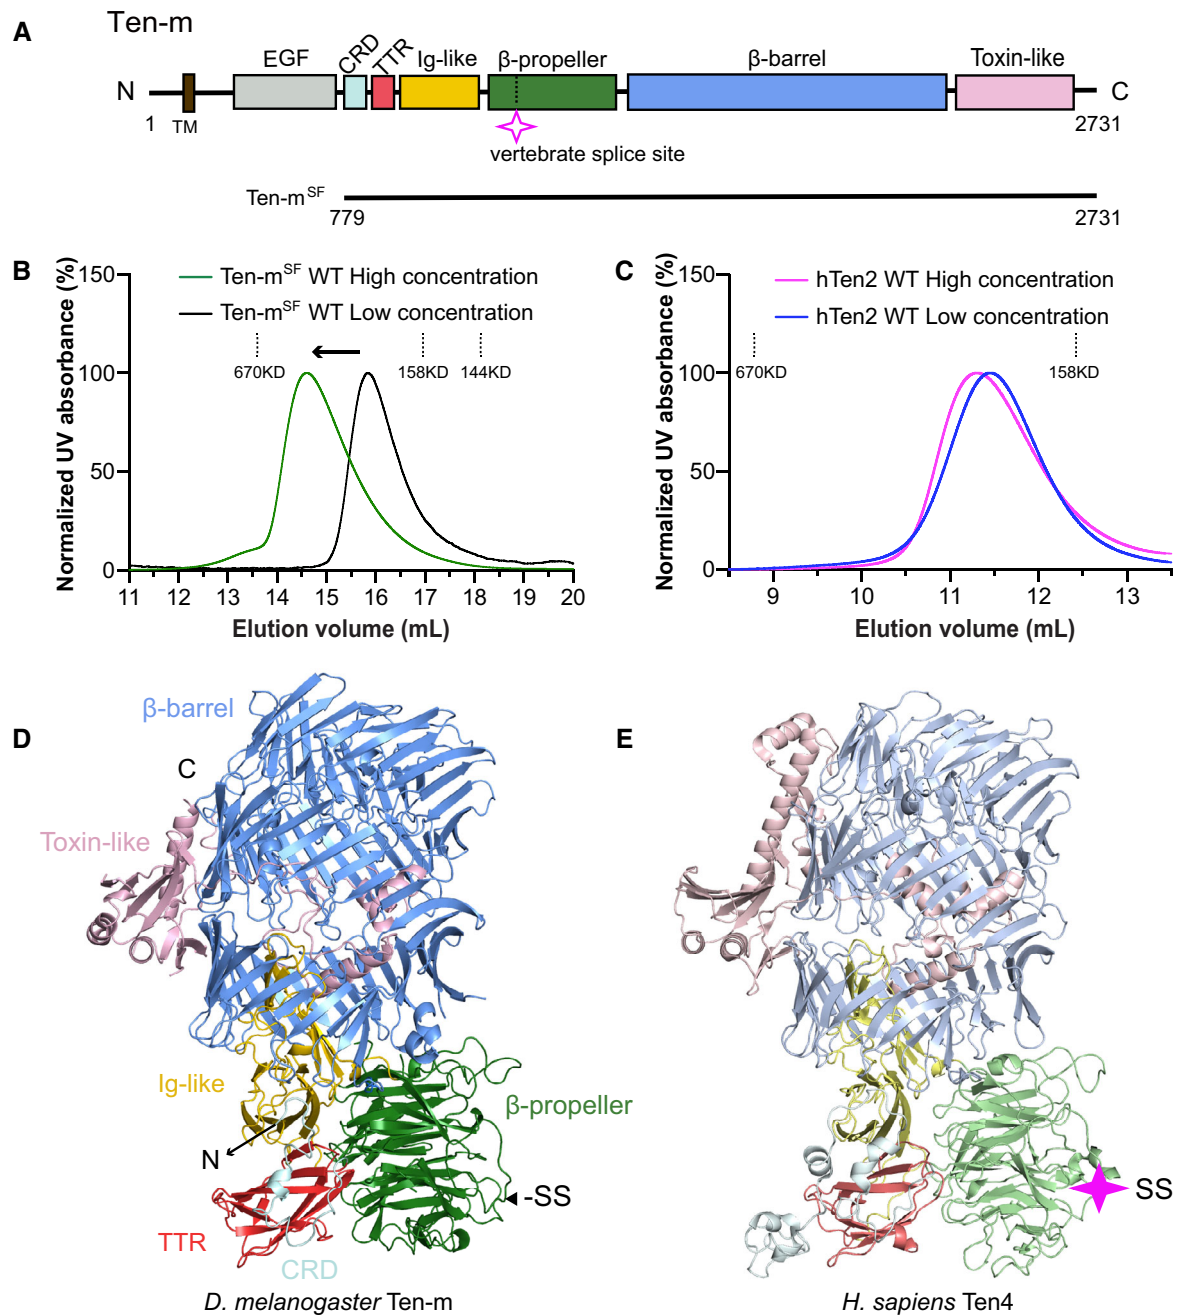 A
Ten-m
EGF
CRD
TTR
Ig-like
β-propeller
β-barrel
Toxin-like
N
C
1
TM
2731
vertebrate splice site
Ten-mSF
779
2731
B
Normalized UV absorbance (%)
150
100
50
0
Ten-mSF WT High concentration
Ten-mSF WT Low concentration
670KD
158KD
144KD
11 12 13 14 15 16 17 18 19 20
Elution volume (mL)
C
Normalized UV absorbance (%)
150
100
50
0
hTen2 WT High concentration
hTen2 WT Low concentration
670KD
158KD
9 10 11 12 13
Elution volume (mL)
D
β-barrel
C
Toxin-like
Ig-like
β-propeller
N
-SS
TTR
CRD
D. melanogaster Ten-m
E
SS
H. sapiens Ten4